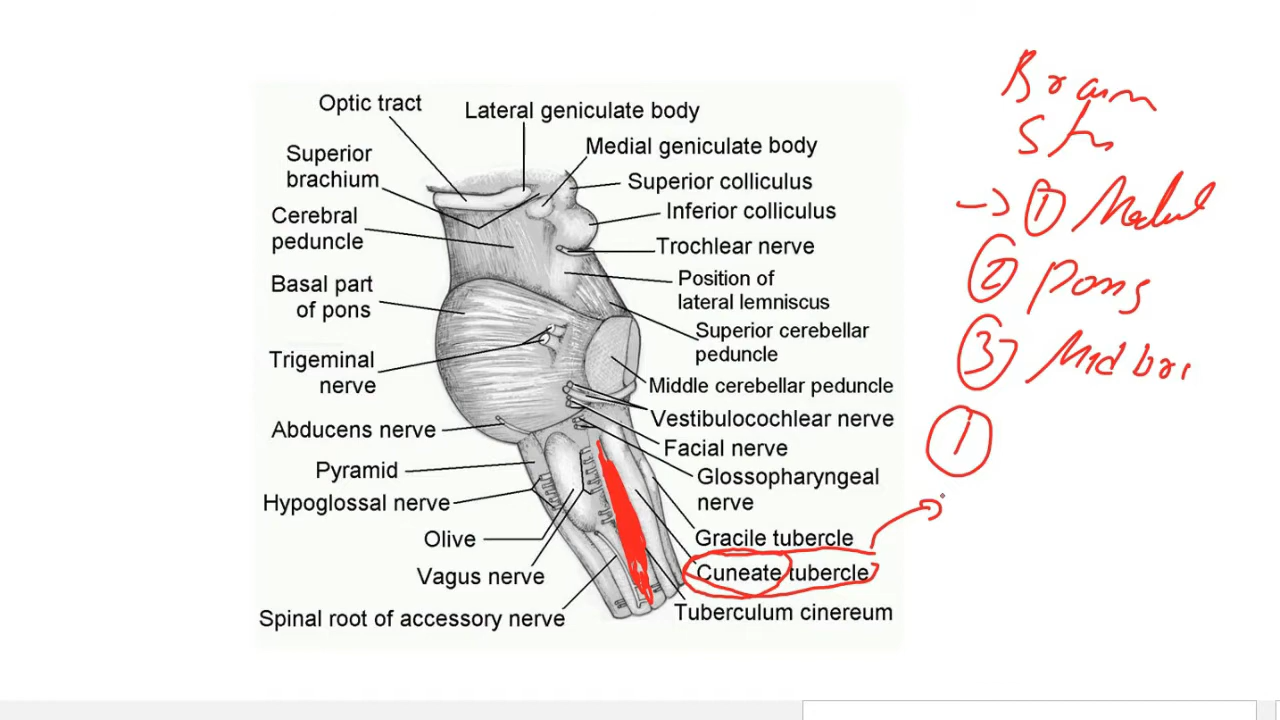 Optic tract
Lateral geniculate body
Medial geniculate body
Superior
brachium
Superior colliculus
Cerebral
peduncle
Inferior colliculus
Trochlear nerve
Basal part
of pons
Position of
lateral lemniscus
Superior cerebellar
peduncle
Trigeminal
nerve
Middle cerebellar peduncle
Vestibulocochlear nerve
Abducens nerve
Facial nerve
Pyramid
Glossopharyngeal
nerve
Hypoglossal nerve
Olive
Gracile tubercle
Vagus nerve
Cuneate tubercle
Spinal root of accessory nerve
Tuberculum cinereum
Brain
→ 1
2 Pons
3 Mid bra
1